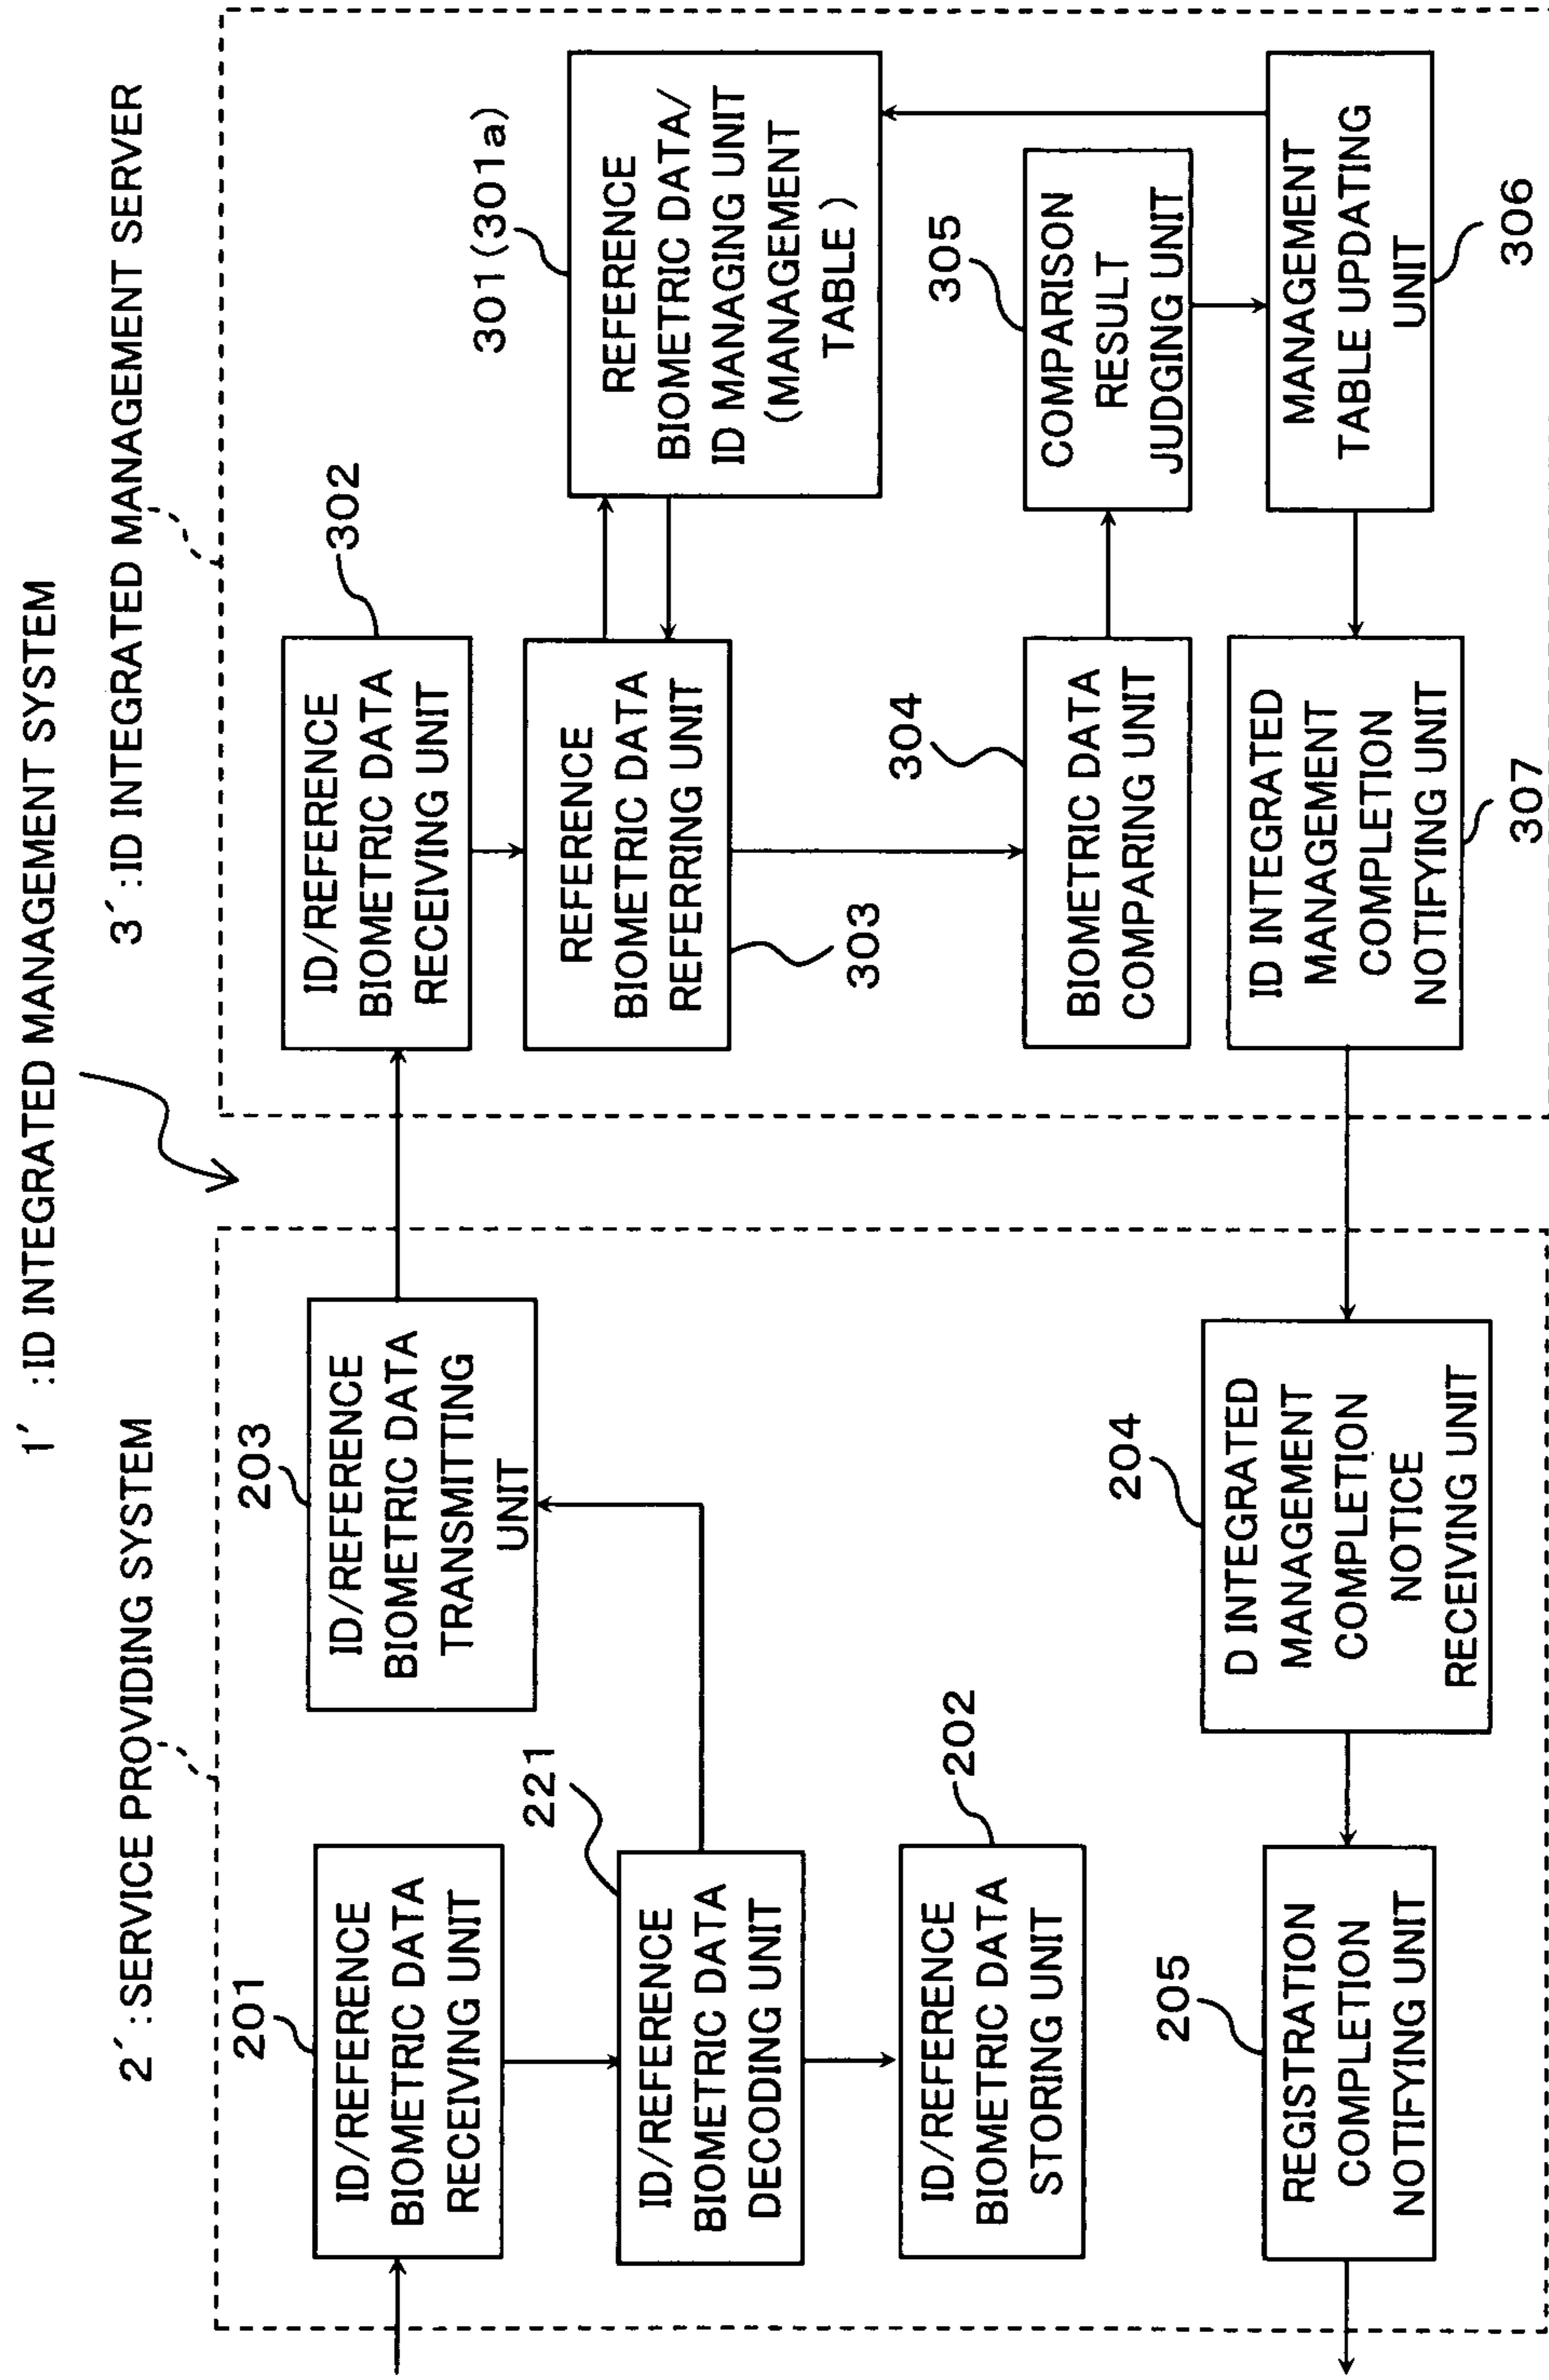 1′ :ID INTEGRATED MANAGEMENT SYSTEM
2′:SERVICE PROVIDING SYSTEM
201
ID/REFERENCE
BIOMETRIC DATA
RECEIVING UNIT
221
ID/REFERENCE
BIOMETRIC DATA
DECODING UNIT
202
ID/REFERENCE
BIOMETRIC DATA
STORING UNIT
203
ID/REFERENCE
BIOMETRIC DATA
TRANSMITTING
UNIT
204
D INTEGRATED
MANAGEMENT
COMPLETION
NOTICE
RECEIVING UNIT
205
REGISTRATION
COMPLETION
NOTIFYING UNIT
3′:ID INTEGRATED MANAGEMENT SERVER
302
ID/REFERENCE
BIOMETRIC DATA
RECEIVING UNIT
REFERENCE
BIOMETRIC DATA
REFERRING UNIT
303
301(301a)
REFERENCE
BIOMETRIC DATA/
ID MANAGING UNIT
(MANAGEMENT
TABLE )
304
BIOMETRIC DATA
COMPARING UNIT
305
COMPARISON
RESULT
JUDGING UNIT
MANAGEMENT
TABLE UPDATING
UNIT
306
ID INTEGRATED
MANAGEMENT
COMPLETION
NOTIFYING UNIT
307